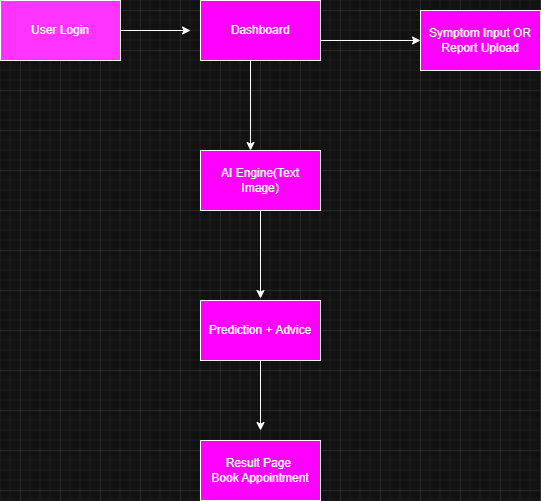 User Login
Dashboard
Symptom Input OR
Report Upload
AI Engine(Text
Image)
Prediction + Advice
Result Page
Book Appointment